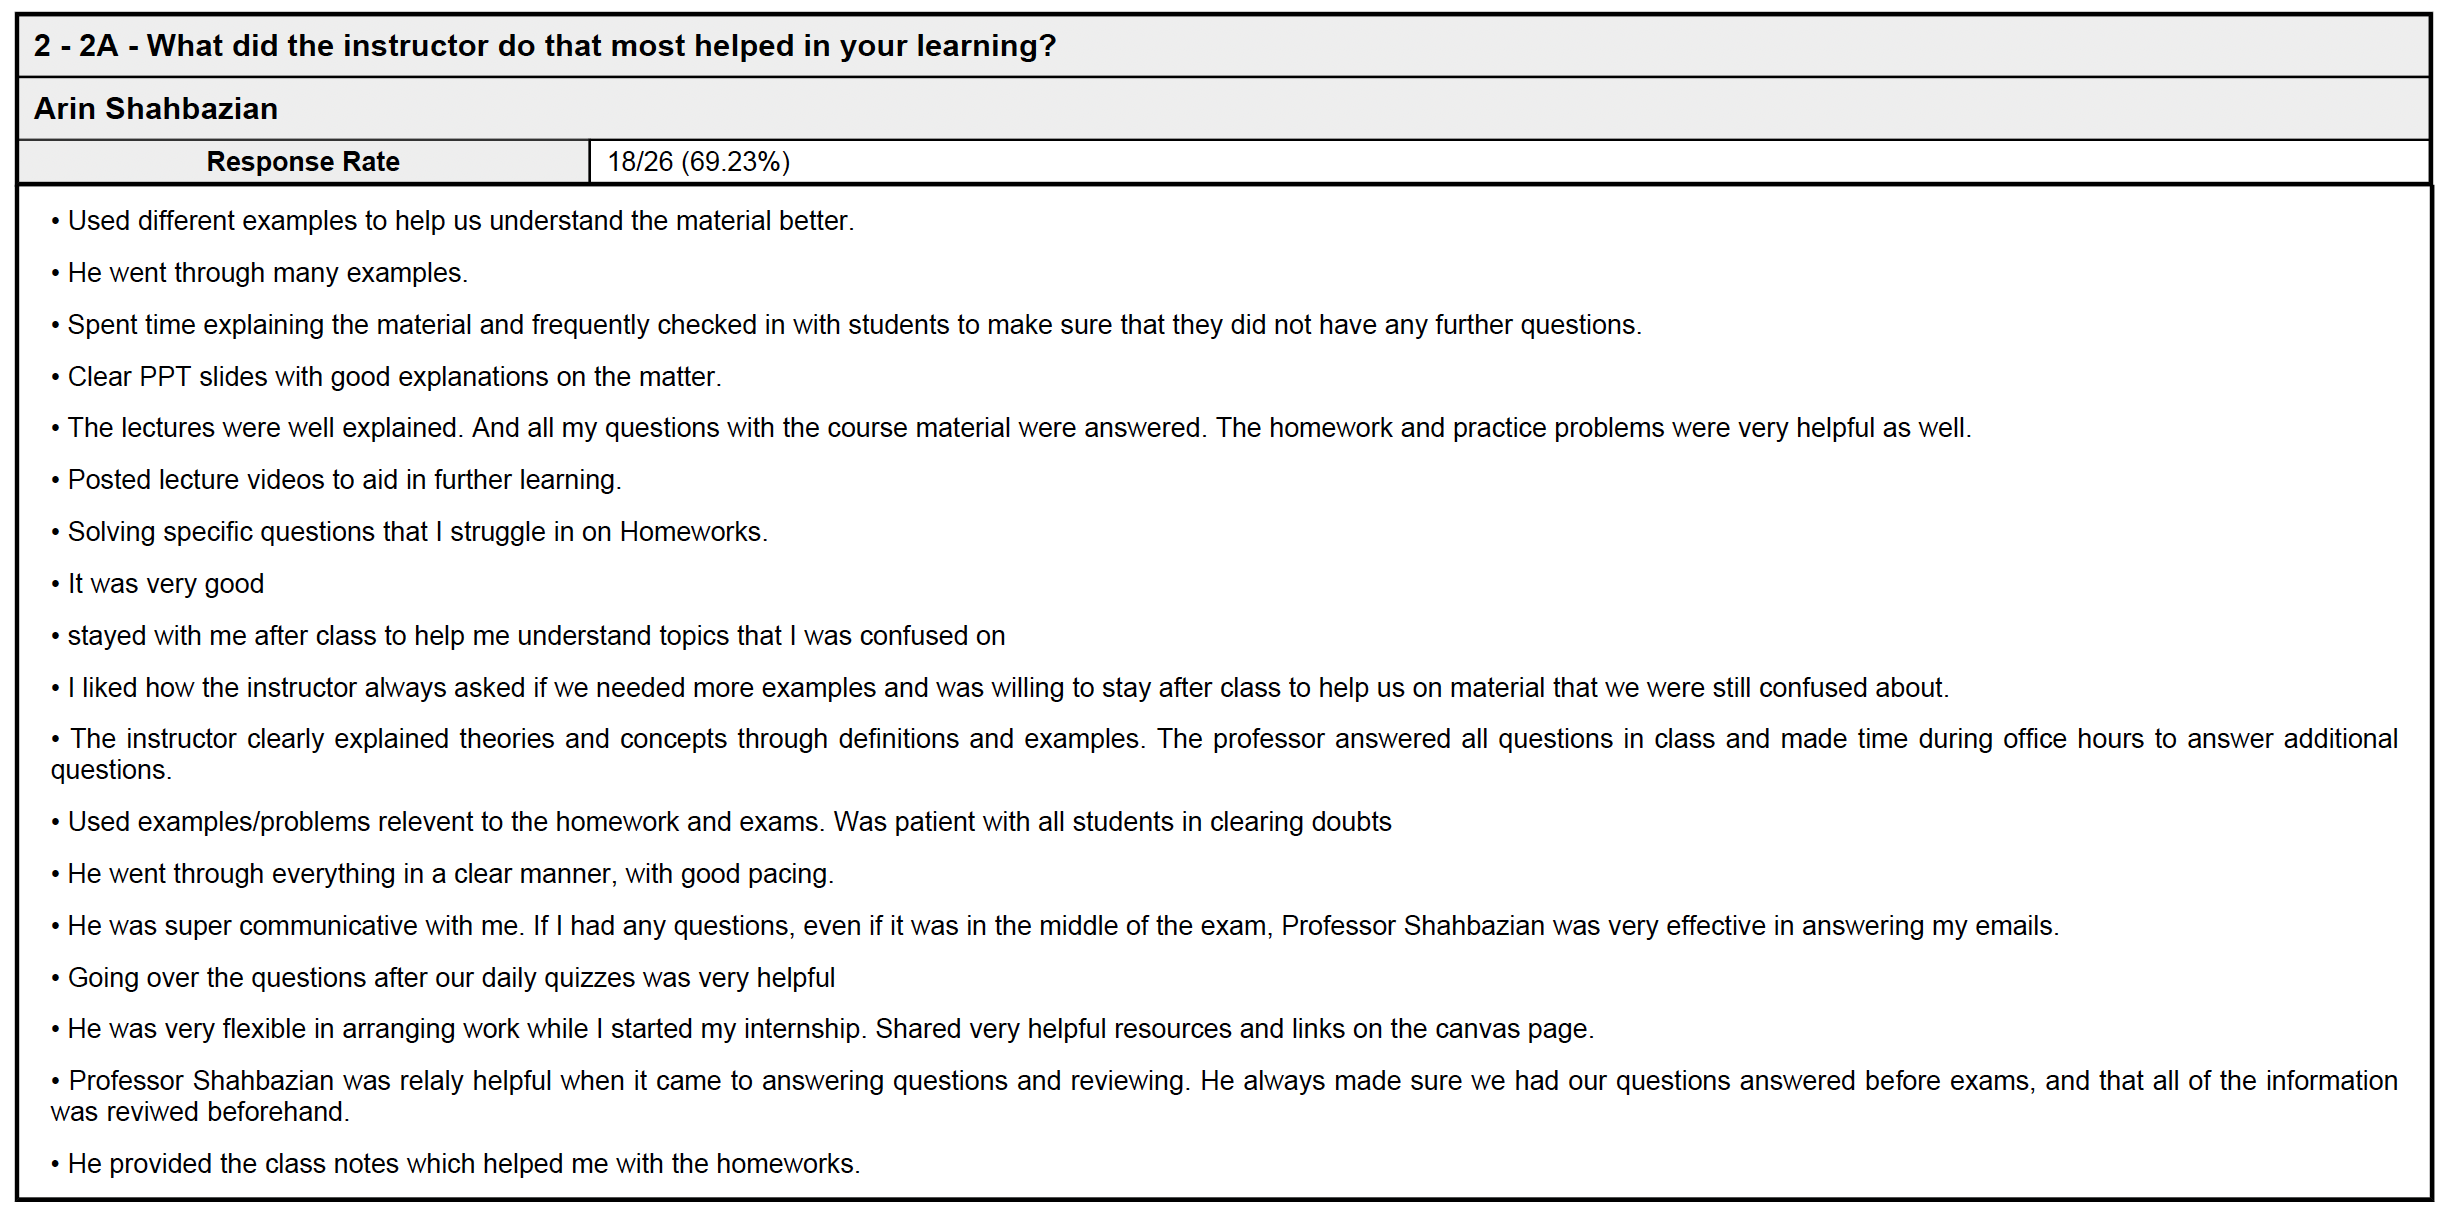 2 - 2A - What did the instructor do that most helped in your learning?
Arin Shahbazian
Response Rate
18/26 (69.23%)
• Used different examples to help us understand the material better.
• He went through many examples.
• Spent time explaining the material and frequently checked in with students to make sure that they did not have any further questions.
• Clear PPT slides with good explanations on the matter.
• The lectures were well explained. And all my questions with the course material were answered. The homework and practice problems were very helpful as well.
• Posted lecture videos to aid in further learning.
• Solving specific questions that I struggle in on Homeworks.
• It was very good
• stayed with me after class to help me understand topics that I was confused on
• I liked how the instructor always asked if we needed more examples and was willing to stay after class to help us on material that we were still confused about.
• The instructor clearly explained theories and concepts through definitions and examples. The professor answered all questions in class and made time during office hours to answer additional
questions.
• Used examples/problems relevent to the homework and exams. Was patient with all students in clearing doubts
• He went through everything in a clear manner, with good pacing.
• He was super communicative with me. If I had any questions, even if it was in the middle of the exam, Professor Shahbazian was very effective in answering my emails.
• Going over the questions after our daily quizzes was very helpful
• He was very flexible in arranging work while I started my internship. Shared very helpful resources and links on the canvas page.
• Professor Shahbazian was relaly helpful when it came to answering questions and reviewing. He always made sure we had our questions answered before exams, and that all of the information
was reviwed beforehand.
• He provided the class notes which helped me with the homeworks.